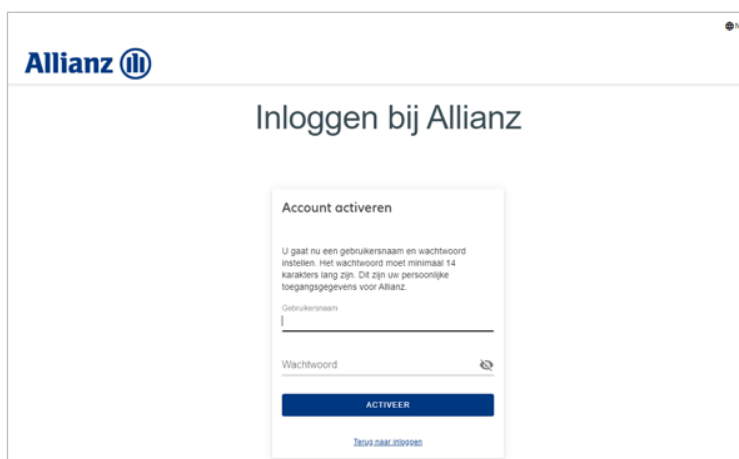 Allianz
Inloggen bij Allianz
Account activeren
U gaat nu een gebruikersnaam en wachtwoord
instellen. Het wachtwoord moet minimaal 14
karakters lang zijn. Dit zijn uw persoonlijke
toegangsgegevens voor Allianz.
Gebruikersnaam
Wachtwoord
ACTIVEER
Terug naar inloggen